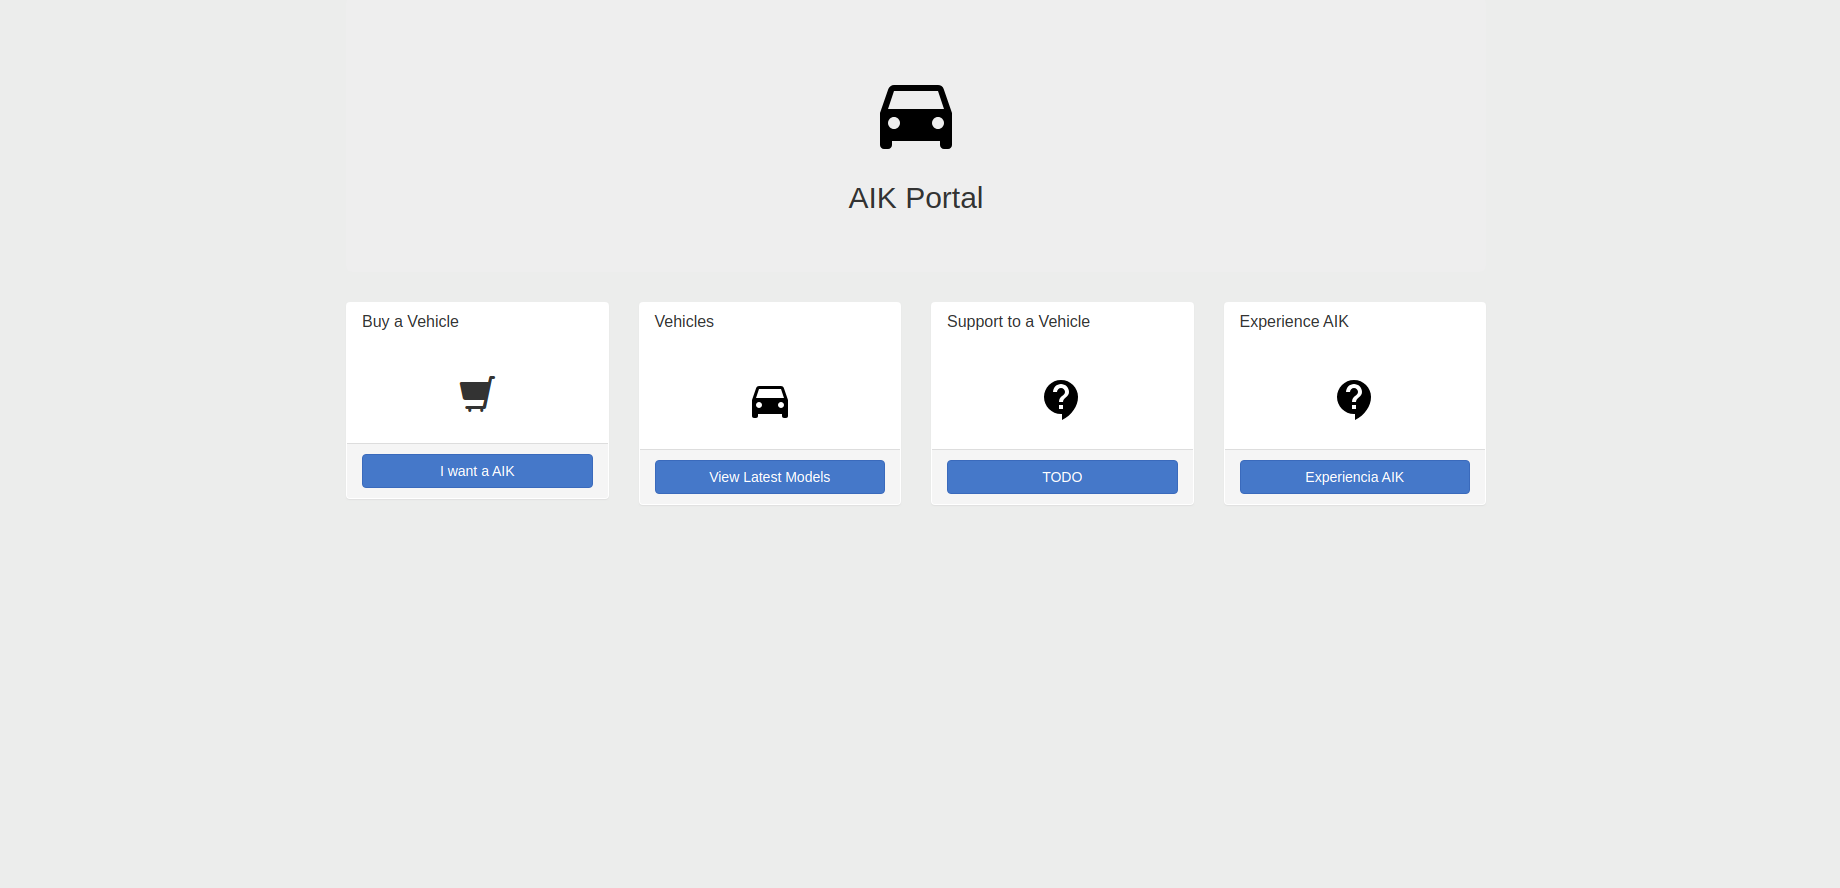 AIK Portal
Buy a Vehicle
I want a AIK
Vehicles
View Latest Models
Support to a Vehicle
TODO
Experience AIK
Experiencia AIK